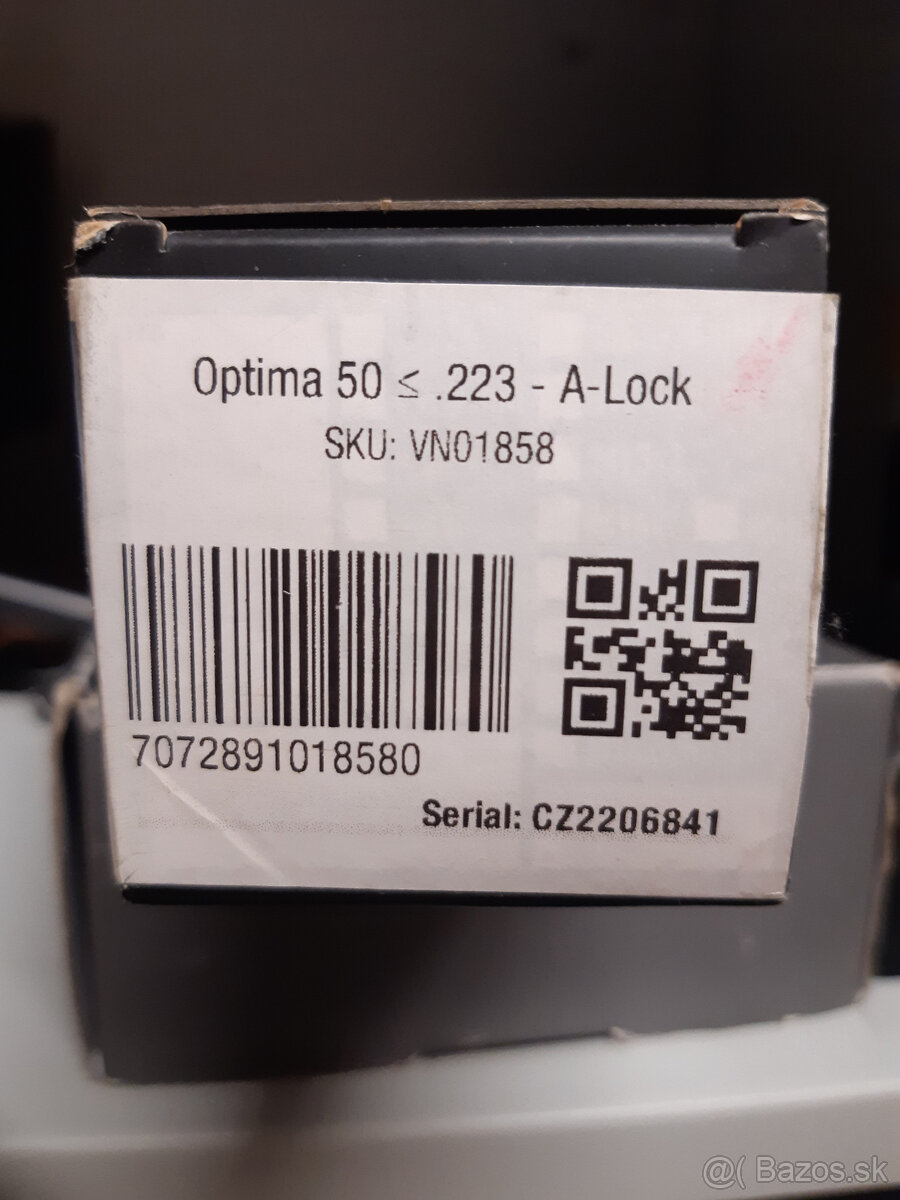 Optima 50 ≤ .223 - A-Lock
SKU: VN01858
7072891018580
Serial: CZ2206841
@( Bazos.sk